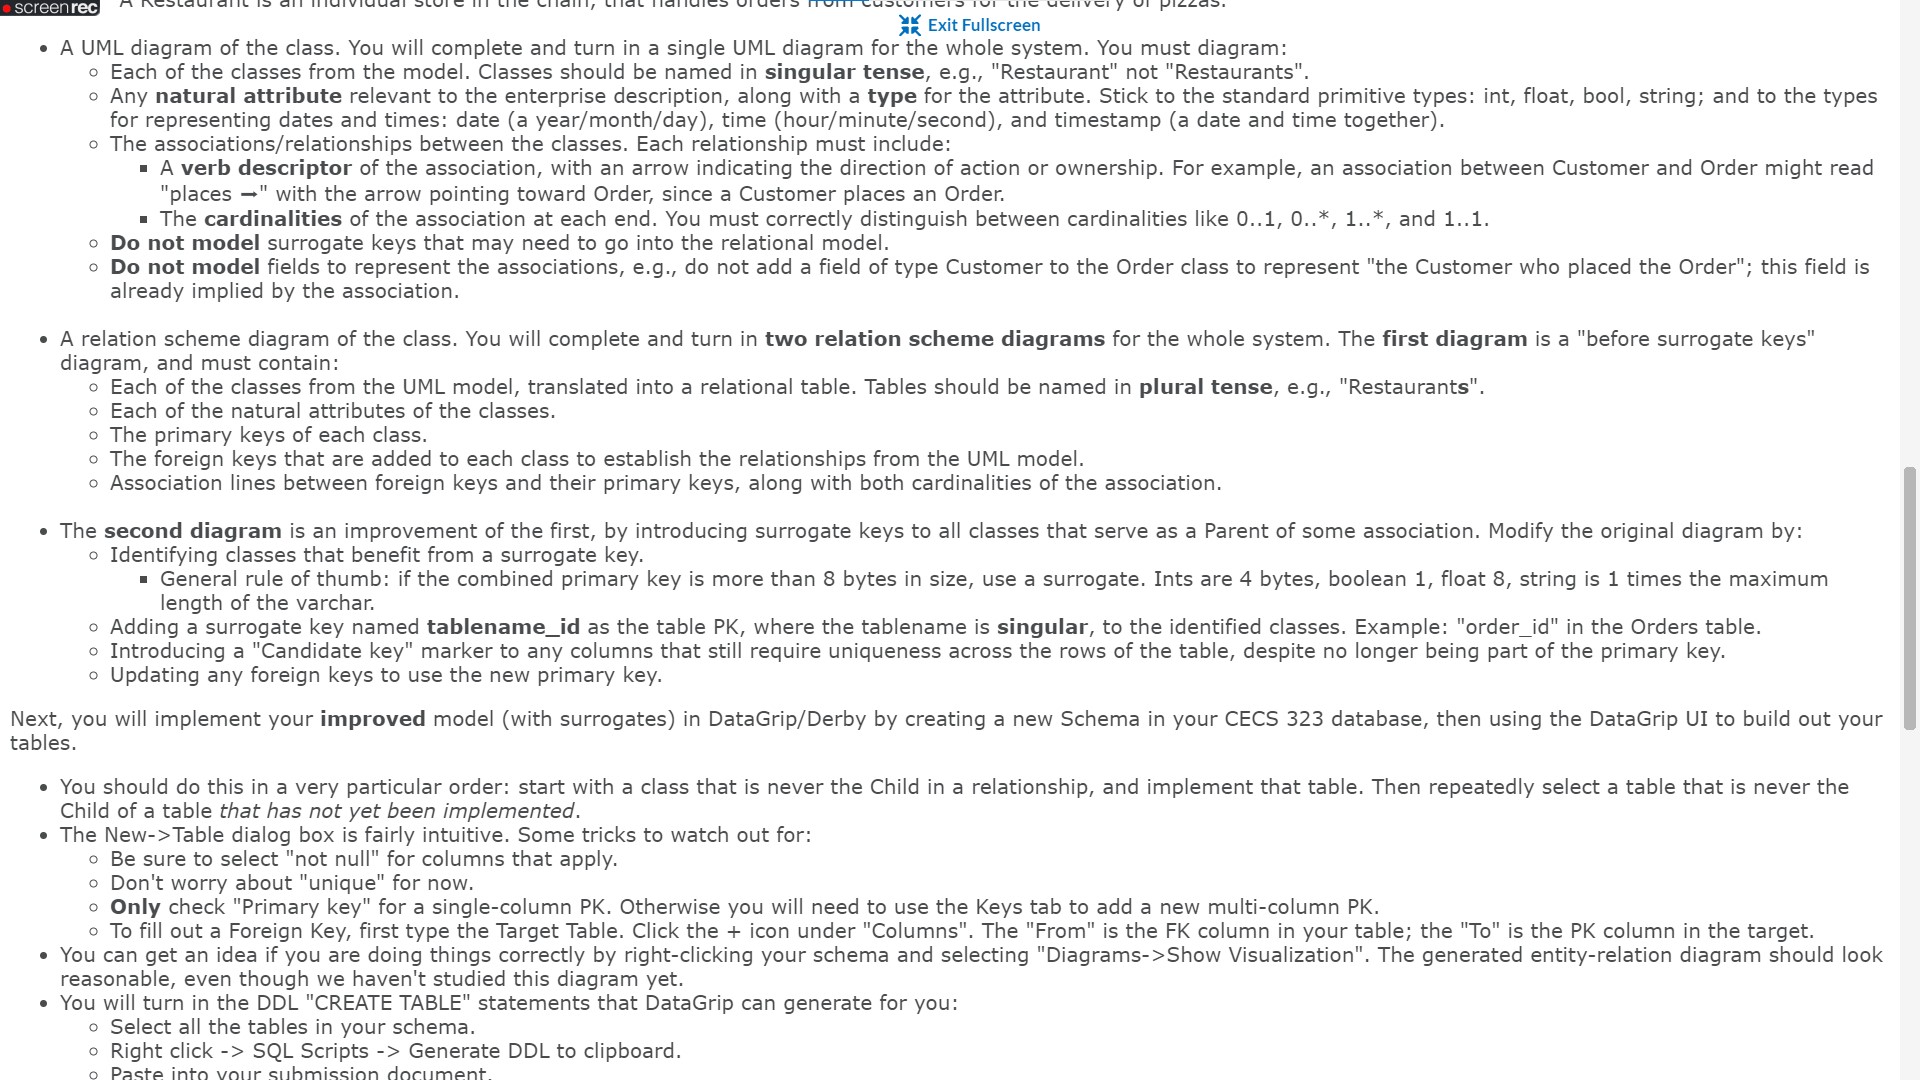 screenrec
A Restaurant is an individual store in the chain, that handles orders from customers for the delivery of pizzas.
Exit Fullscreen
• A UML diagram of the class. You will complete and turn in a single UML diagram for the whole system. You must diagram:
◦ Each of the classes from the model. Classes should be named in singular tense, e.g., "Restaurant" not "Restaurants".
◦ Any natural attribute relevant to the enterprise description, along with a type for the attribute. Stick to the standard primitive types: int, float, bool, string; and to the types
for representing dates and times: date (a year/month/day), time (hour/minute/second), and timestamp (a date and time together).
◦ The associations/relationships between the classes. Each relationship must include:
▪ A verb descriptor of the association, with an arrow indicating the direction of action or ownership. For example, an association between Customer and Order might read
"places ➞" with the arrow pointing toward Order, since a Customer places an Order.
▪ The cardinalities of the association at each end. You must correctly distinguish between cardinalities like 0..1, 0..*, 1..*, and 1..1.
◦ Do not model surrogate keys that may need to go into the relational model.
◦ Do not model fields to represent the associations, e.g., do not add a field of type Customer to the Order class to represent "the Customer who placed the Order"; this field is
already implied by the association.
• A relation scheme diagram of the class. You will complete and turn in two relation scheme diagrams for the whole system. The first diagram is a "before surrogate keys"
diagram, and must contain:
◦ Each of the classes from the UML model, translated into a relational table. Tables should be named in plural tense, e.g., "Restaurants".
◦ Each of the natural attributes of the classes.
◦ The primary keys of each class.
◦ The foreign keys that are added to each class to establish the relationships from the UML model.
◦ Association lines between foreign keys and their primary keys, along with both cardinalities of the association.
• The second diagram is an improvement of the first, by introducing surrogate keys to all classes that serve as a Parent of some association. Modify the original diagram by:
◦ Identifying classes that benefit from a surrogate key.
▪ General rule of thumb: if the combined primary key is more than 8 bytes in size, use a surrogate. Ints are 4 bytes, boolean 1, float 8, string is 1 times the maximum
length of the varchar.
◦ Adding a surrogate key named tablename_id as the table PK, where the tablename is singular, to the identified classes. Example: "order_id" in the Orders table.
◦ Introducing a "Candidate key" marker to any columns that still require uniqueness across the rows of the table, despite no longer being part of the primary key.
◦ Updating any foreign keys to use the new primary key.
Next, you will implement your improved model (with surrogates) in DataGrip/Derby by creating a new Schema in your CECS 323 database, then using the DataGrip UI to build out your
tables.
• You should do this in a very particular order: start with a class that is never the Child in a relationship, and implement that table. Then repeatedly select a table that is never the
Child of a table that has not yet been implemented.
• The New->Table dialog box is fairly intuitive. Some tricks to watch out for:
◦ Be sure to select "not null" for columns that apply.
◦ Don't worry about "unique" for now.
◦ Only check "Primary key" for a single-column PK. Otherwise you will need to use the Keys tab to add a new multi-column PK.
◦ To fill out a Foreign Key, first type the Target Table. Click the + icon under "Columns". The "From" is the FK column in your table; the "To" is the PK column in the target.
• You can get an idea if you are doing things correctly by right-clicking your schema and selecting "Diagrams->Show Visualization". The generated entity-relation diagram should look
reasonable, even though we haven't studied this diagram yet.
• You will turn in the DDL "CREATE TABLE" statements that DataGrip can generate for you:
◦ Select all the tables in your schema.
◦ Right click -> SQL Scripts -> Generate DDL to clipboard.
◦ Paste into your submission document.